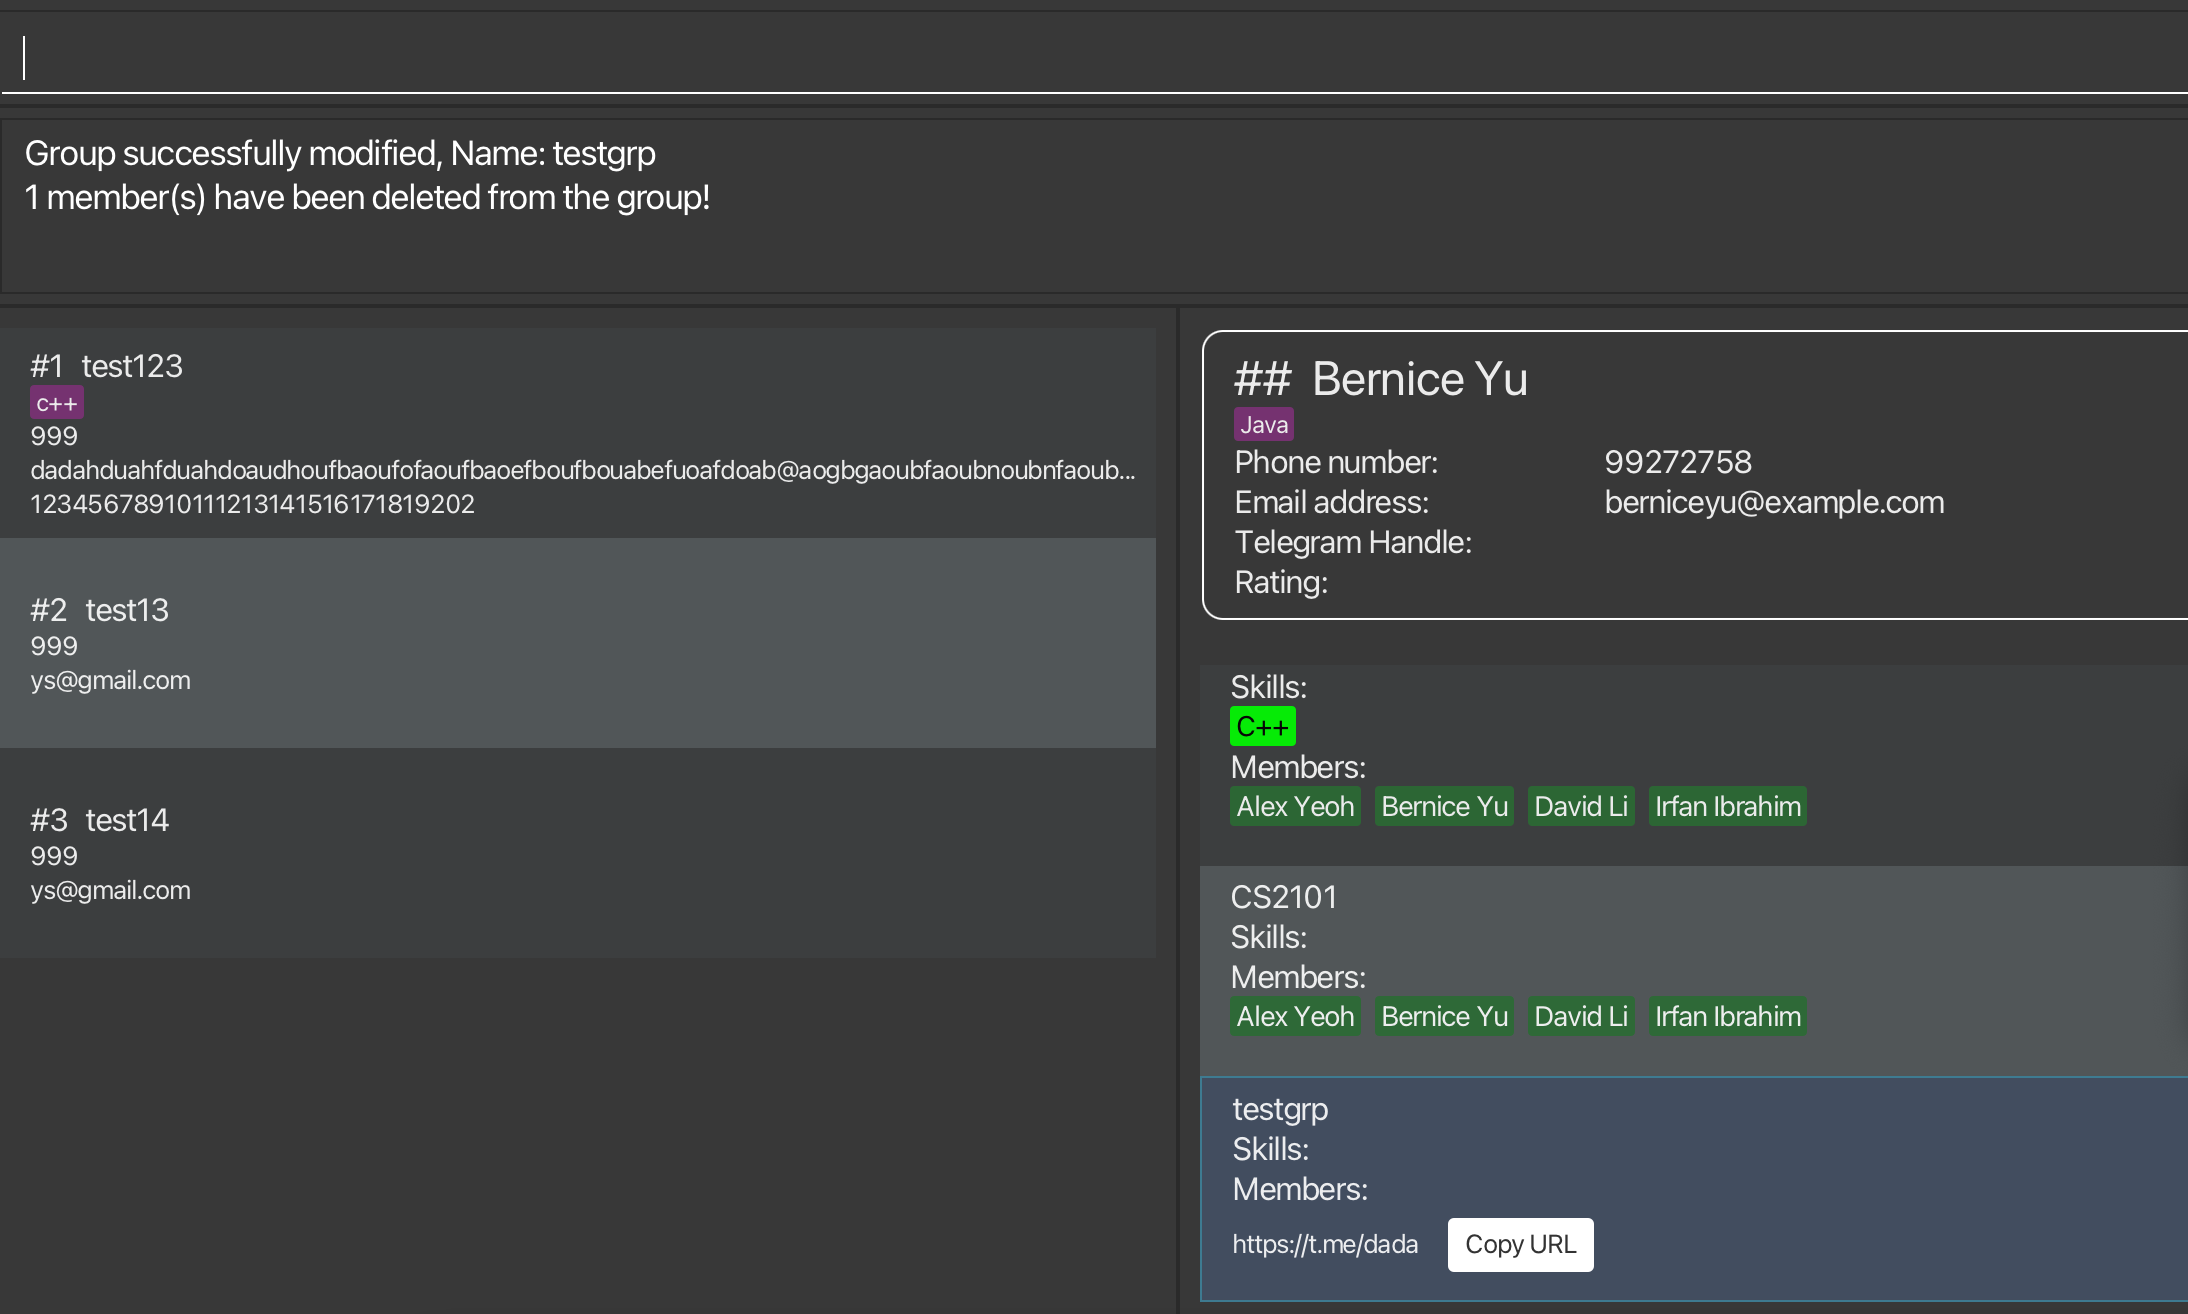 Group successfully modified, Name: testgrp
1 member(s) have been deleted from the group!
#1 test123
c++
999
dadahduahfduahdoaudhoufbaoufofaoufbaoefboufbouabefuoafdoab@aogbgaoubfaoubnoubnfaoub...
1234567891011121314151617181920​2
#2 test13
999
ys@gmail.com
#3 test14
999
ys@gmail.com
## Bernice Yu
Java
Phone number: 99272758
Email address: berniceyu@example.com
Telegram Handle:
Rating:
Skills:
C++
Members:
Alex Yeoh Bernice Yu David Li Irfan Ibrahim
CS2101
Skills:
Members:
Alex Yeoh Bernice Yu David Li Irfan Ibrahim
testgrp
Skills:
Members:
https://t.me/dada Copy URL